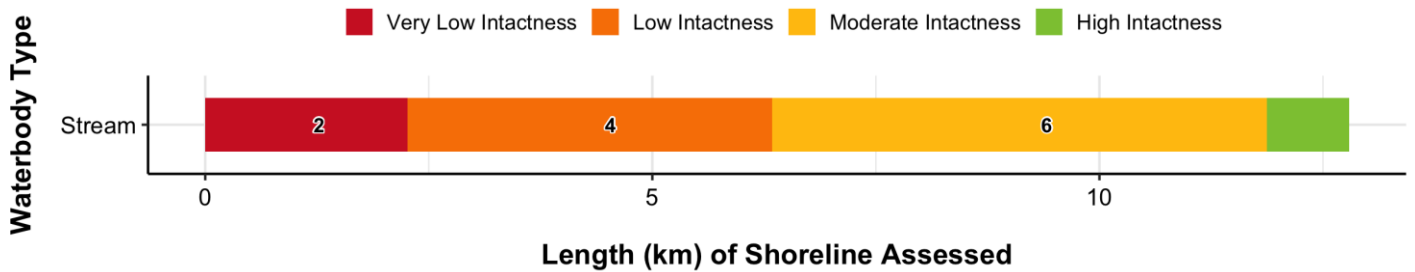 Very Low Intactness Low Intactness Moderate Intactness High Intactness
Waterbody Type
Stream 2 4 6
0 5 10
Length (km) of Shoreline Assessed